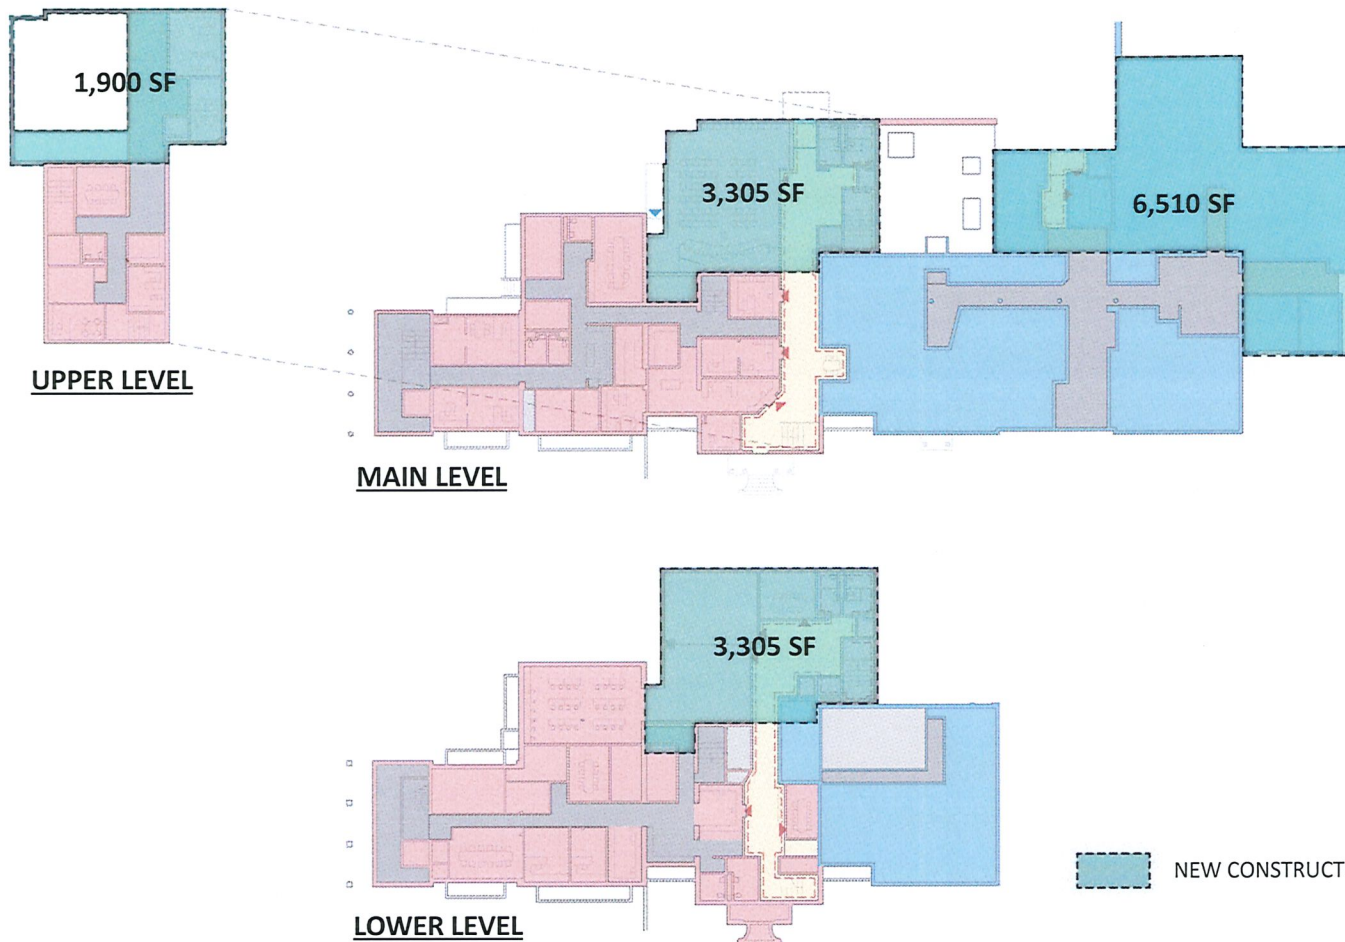 1,900 SF
3,305 SF
6,510 SF
UPPER LEVEL
MAIN LEVEL
3,305 SF
NEW CONSTRUCT
LOWER LEVEL